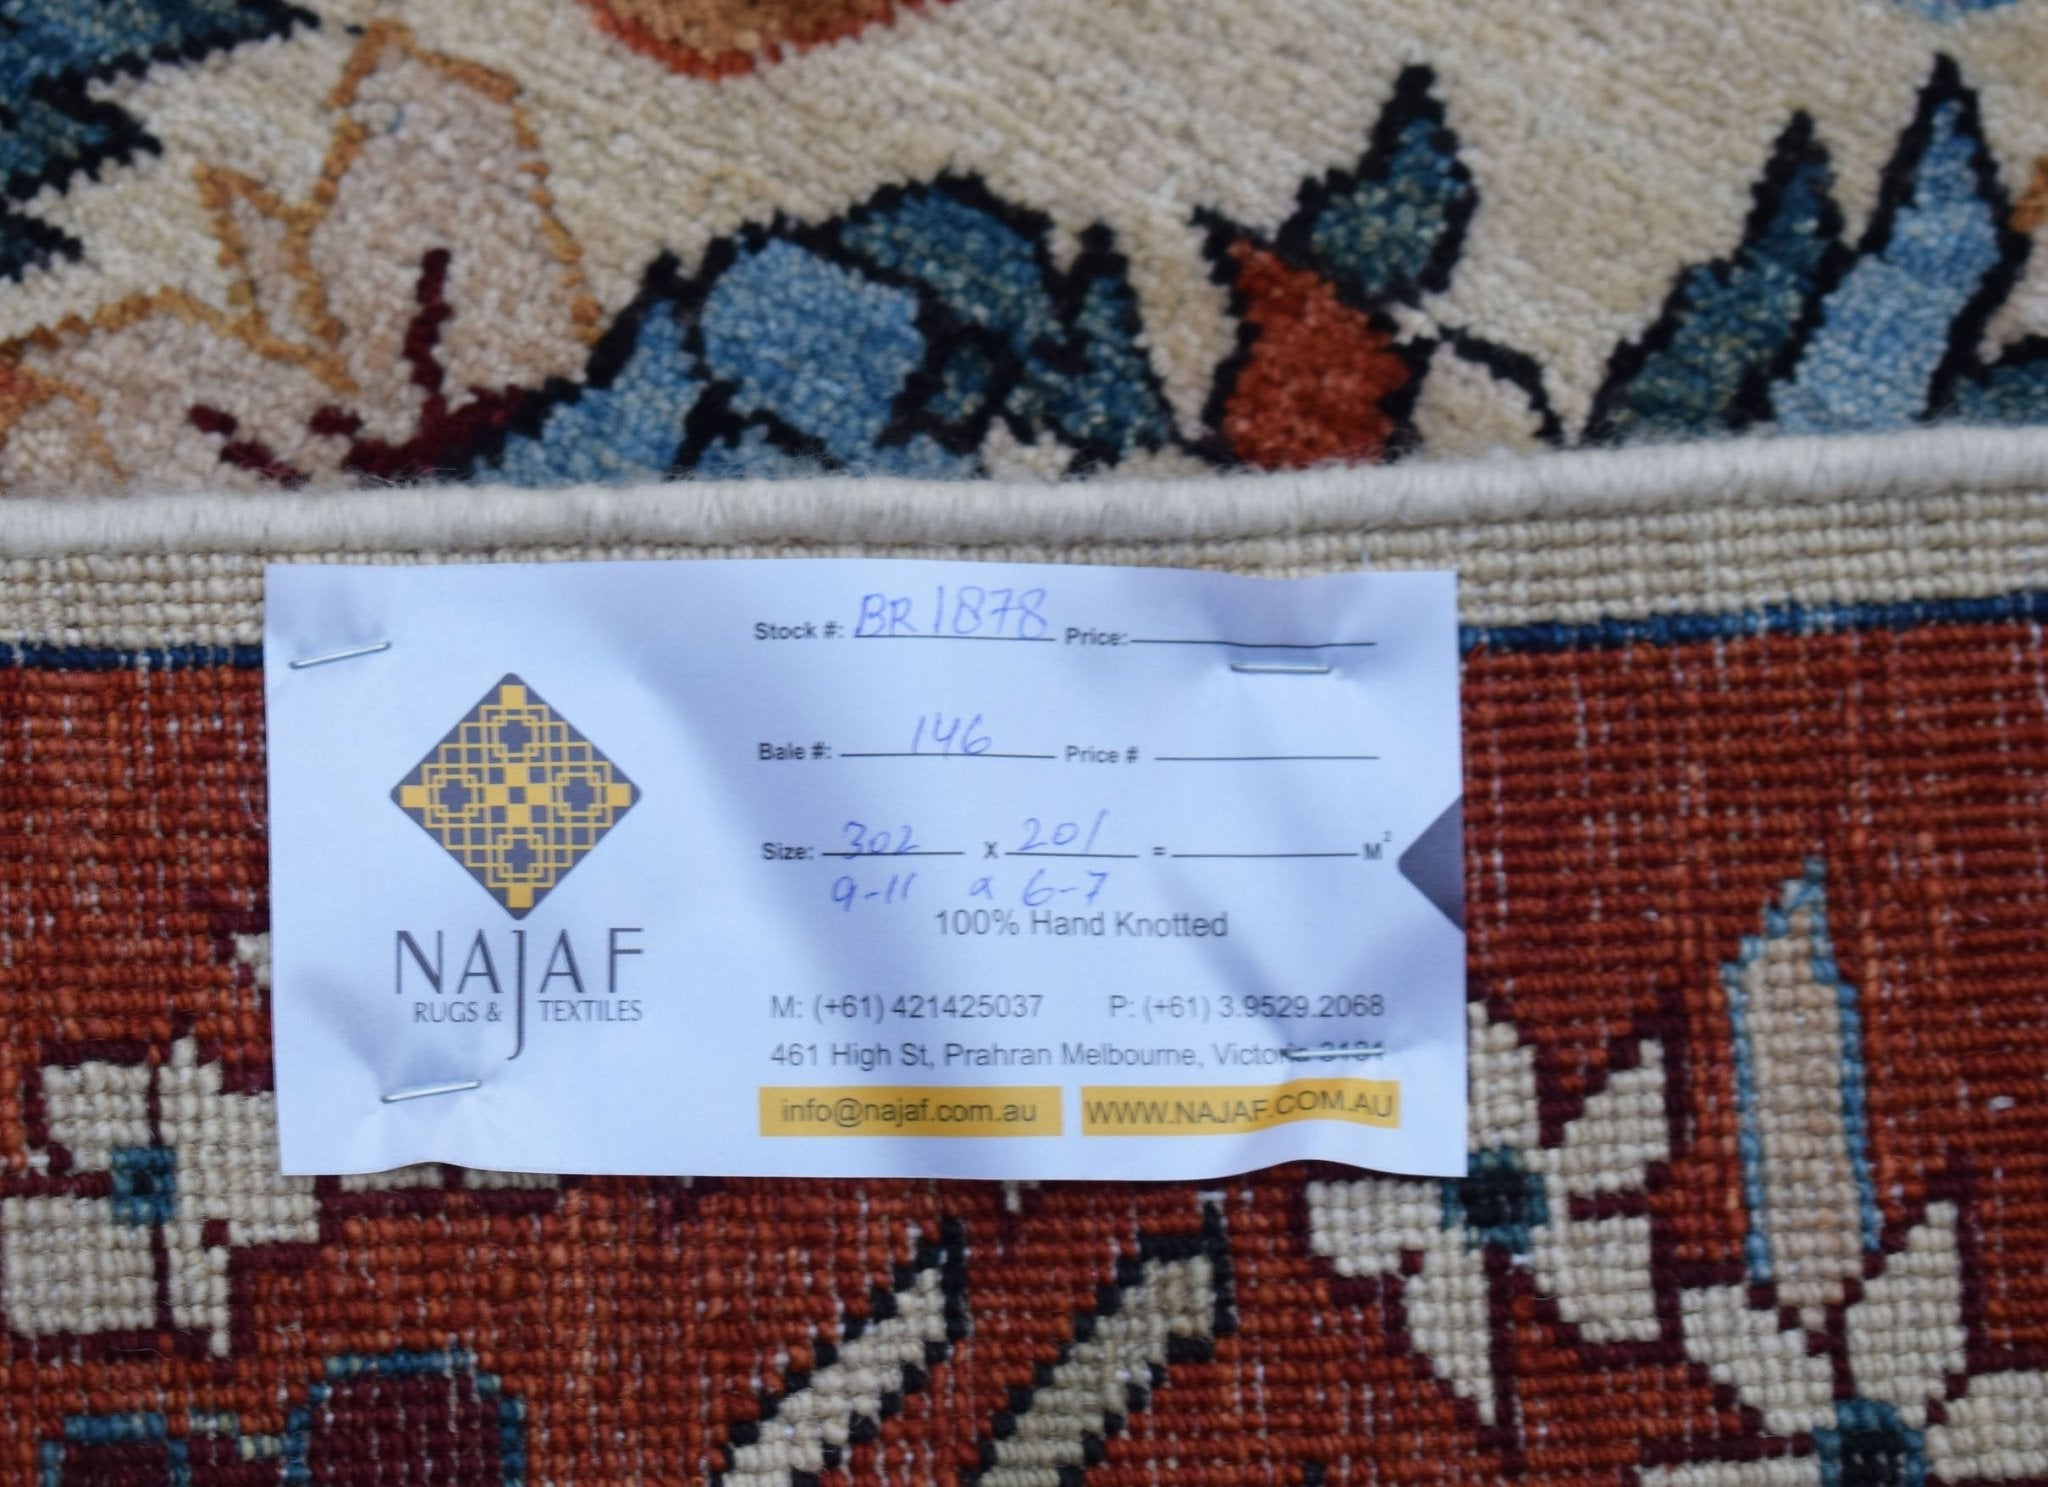 Stock #: BR1878 Price:
Bale #: 146 Price #
Size: 302 X 201 = M²
9-11 a 6-7
100% Hand Knotted
NAJAF
RUGS & TEXTILES
M: (+61) 421425037 P: (+61) 3.9529.2068
461 High St, Prahran Melbourne, Victoria 3181
info@najaf.com.au WWW.NAJAF.COM.AU